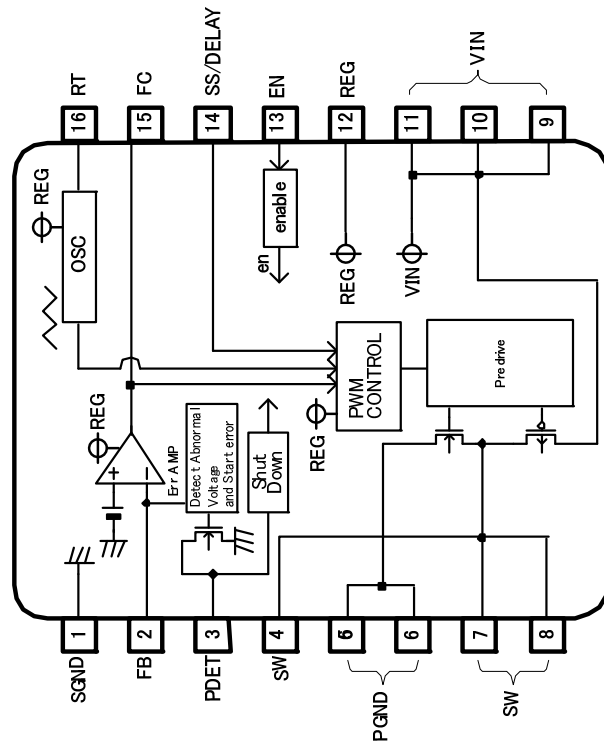 RT
FC
SS/DELAY
EN
REG
VIN
16
15
14
13
12
11
10
9
REG
OSC
enable
en
REG
VIN
REG
+
−
Err AMP
Detect Abnormal
Voltage
and Start error
Shut
Down
REG
PWM
CONTROL
Predrive
1
2
3
4
5
6
7
8
SGND
FB
PDET
SW
PGND
SW